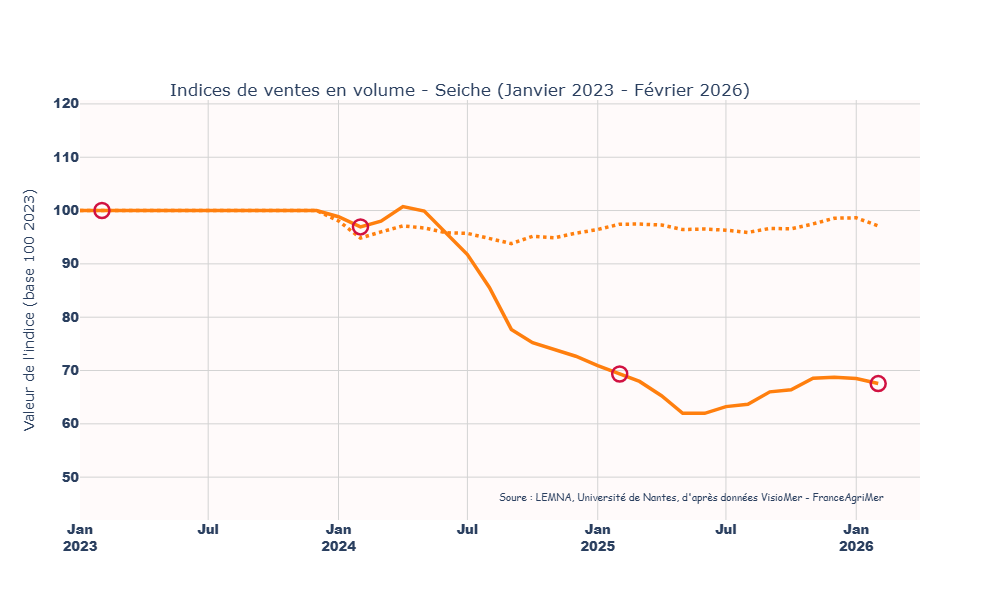 Indices de ventes en volume - Seiche (Janvier 2023 - Février 2026)
Valeur de l'indice (base 100 2023)
120
110
100
90
80
70
60
50
Soure : LEMNA, Université de Nantes, d'après données VisioMer - FranceAgriMer
Jan Jul Jan Jul Jan Jul Jan
2023 2024 2025 2026